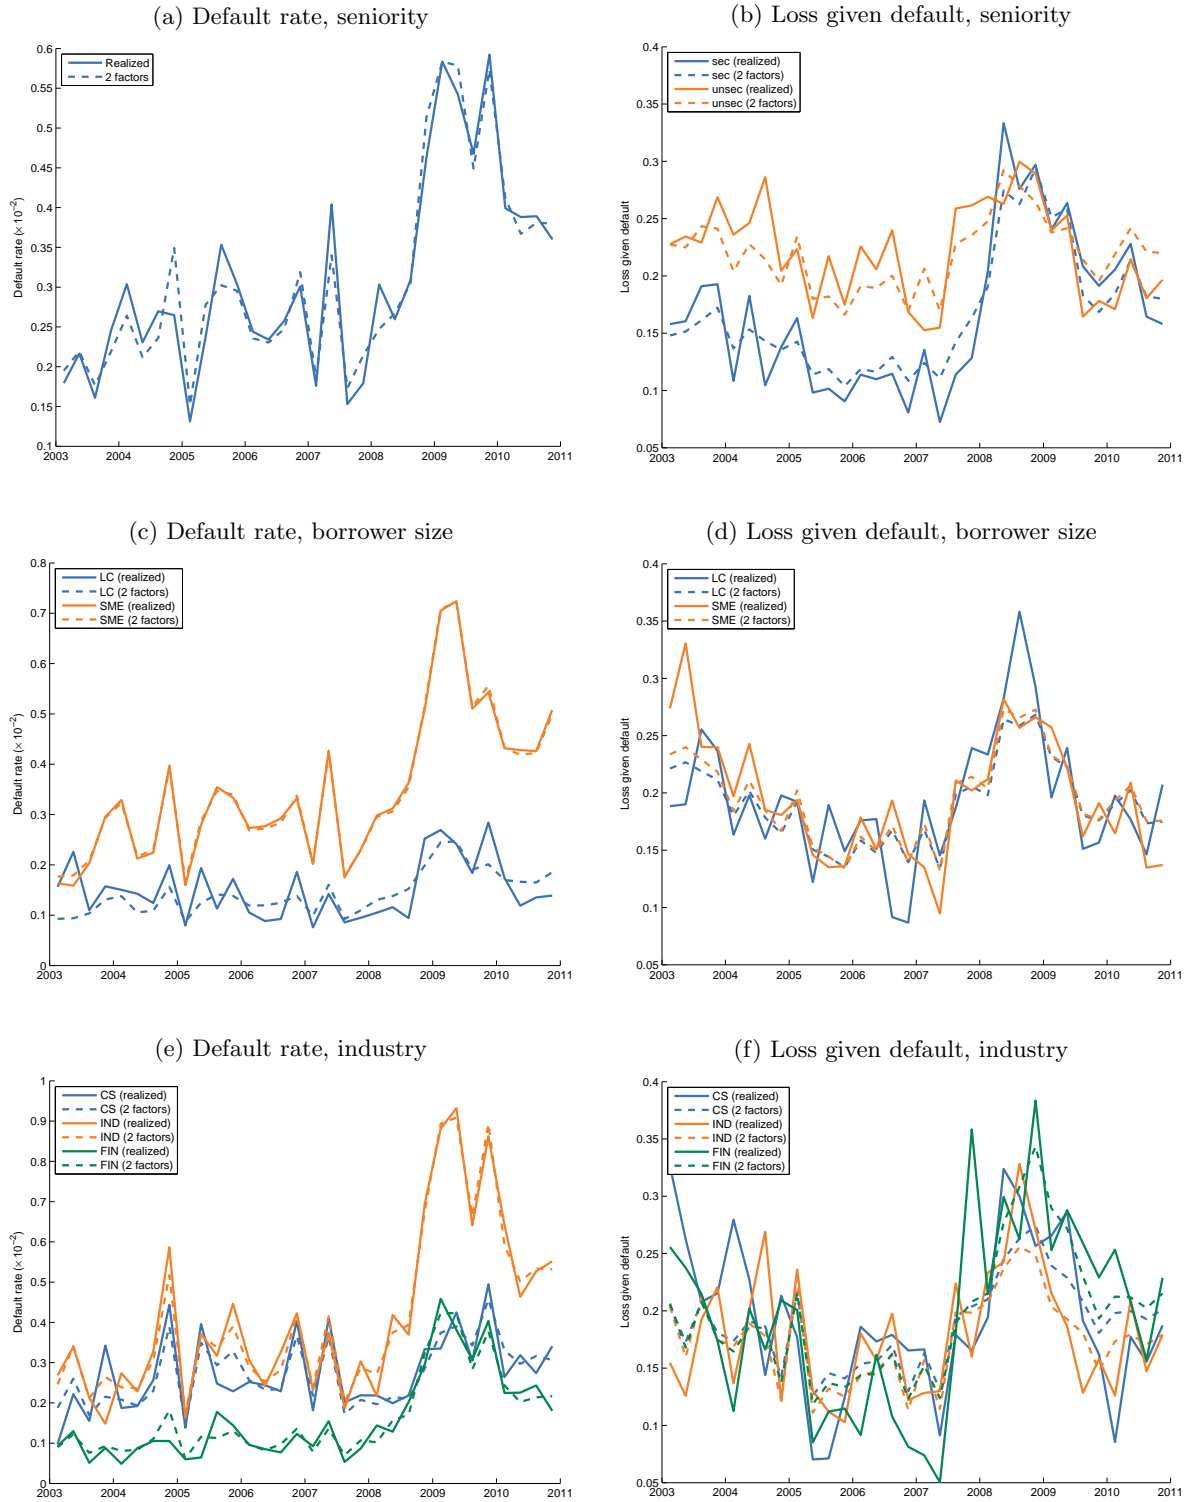 (a) Default rate, seniority
0.6
0.55
0.5
0.45
0.4
0.35
0.3
0.25
0.2
0.15
0.1
Default rate (×10⁻²)
Realized
2 factors
2003 2004 2005 2006 2007 2008 2009 2010 2011
(b) Loss given default, seniority
0.4
0.35
0.3
0.25
0.2
0.15
0.1
0.05
Loss given default
sec (realized)
sec (2 factors)
unsec (realized)
unsec (2 factors)
2003 2004 2005 2006 2007 2008 2009 2010 2011
(c) Default rate, borrower size
0.8
0.7
0.6
0.5
0.4
0.3
0.2
0.1
0
Default rate (×10⁻²)
LC (realized)
LC (2 factors)
SME (realized)
SME (2 factors)
2003 2004 2005 2006 2007 2008 2009 2010 2011
(d) Loss given default, borrower size
0.4
0.35
0.3
0.25
0.2
0.15
0.1
0.05
Loss given default
LC (realized)
LC (2 factors)
SME (realized)
SME (2 factors)
2003 2004 2005 2006 2007 2008 2009 2010 2011
(e) Default rate, industry
1
0.9
0.8
0.7
0.6
0.5
0.4
0.3
0.2
0.1
0
Default rate (×10⁻²)
CS (realized)
CS (2 factors)
IND (realized)
IND (2 factors)
FIN (realized)
FIN (2 factors)
2003 2004 2005 2006 2007 2008 2009 2010 2011
(f) Loss given default, industry
0.4
0.35
0.3
0.25
0.2
0.15
0.1
0.05
Loss given default
CS (realized)
CS (2 factors)
IND (realized)
IND (2 factors)
FIN (realized)
FIN (2 factors)
2003 2004 2005 2006 2007 2008 2009 2010 2011